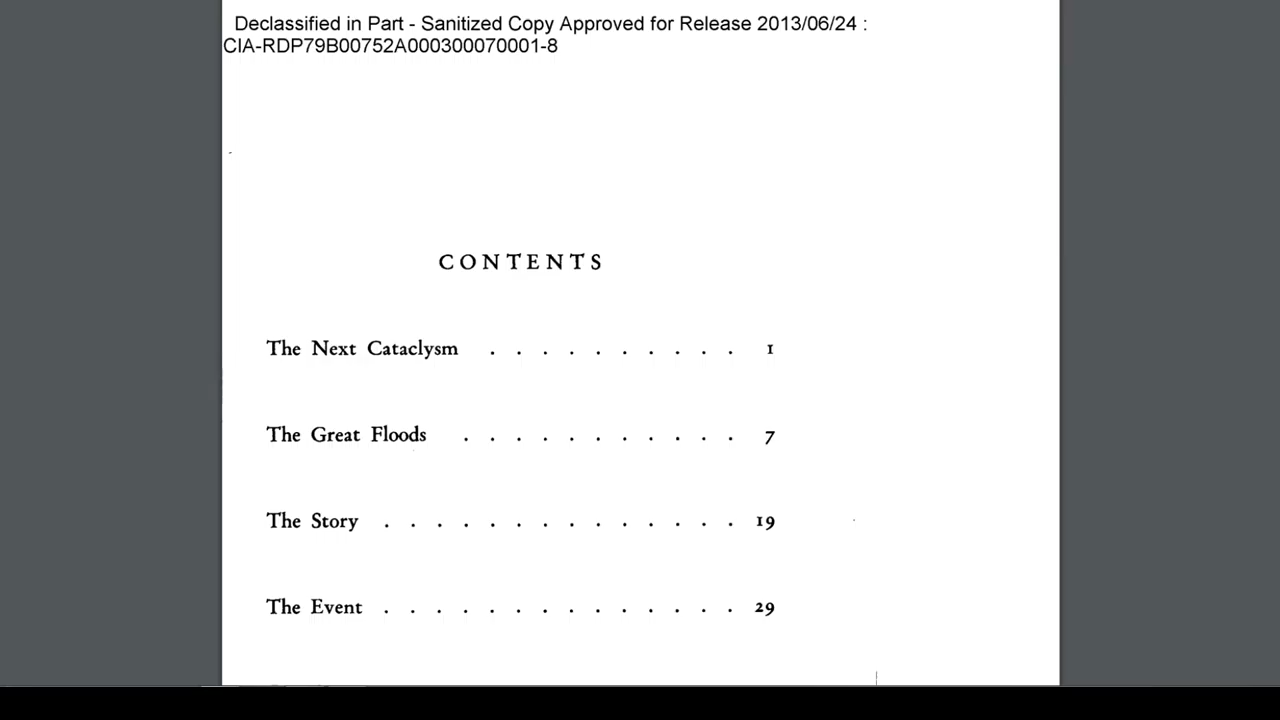 Declassified in Part - Sanitized Copy Approved for Release 2013/06/24 :
CIA-RDP79B00752A000300070001-8
CONTENTS
The Next Cataclysm . . . . . . . . . . 1
The Great Floods . . . . . . . . . . . 7
The Story . . . . . . . . . . . . . . 19
The Event . . . . . . . . . . . . . . 29